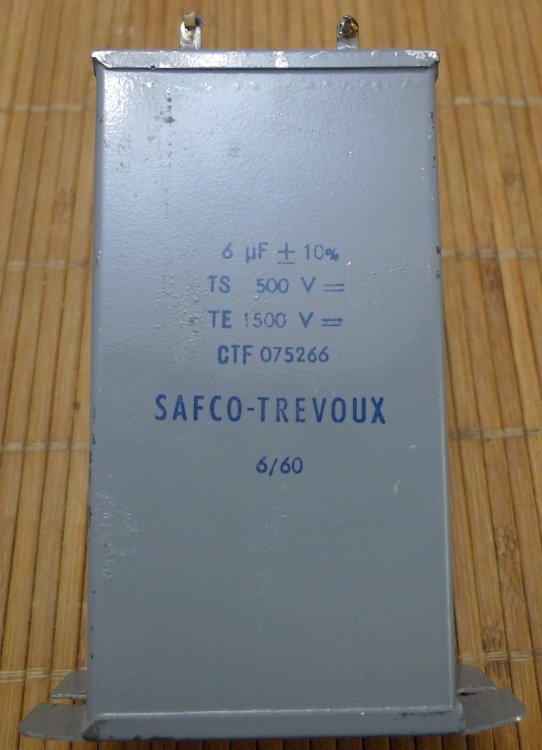 6 µF ± 10%
TS 500 V ⎓
TE 1500 V ⎓
CTF 075266
SAFCO-TREVOUX
6/60